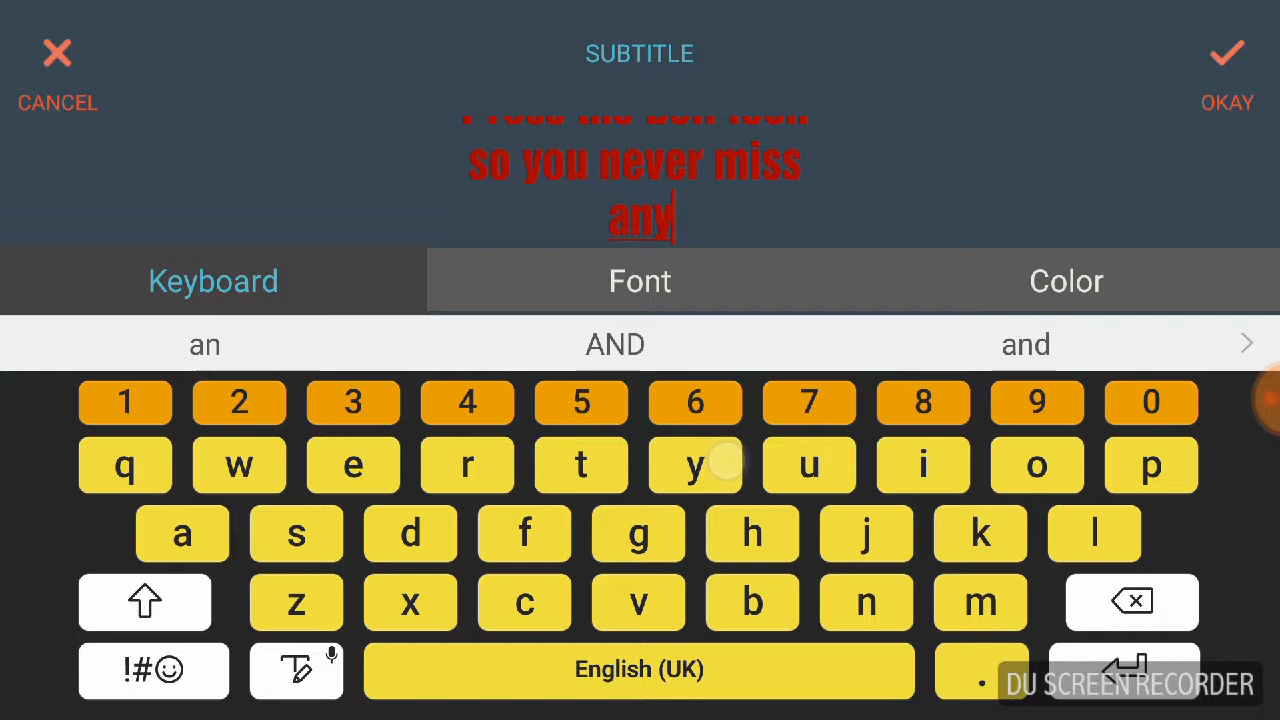 SUBTITLE
CANCEL
OKAY
so you never miss
any
Keyboard Font Color
an AND and
1 2 3 4 5 6 7 8 9 0
q w e r t y u i o p
a s d f g h j k l
z x c v b n m
!#☺ English (UK) .
DU SCREEN RECORDER